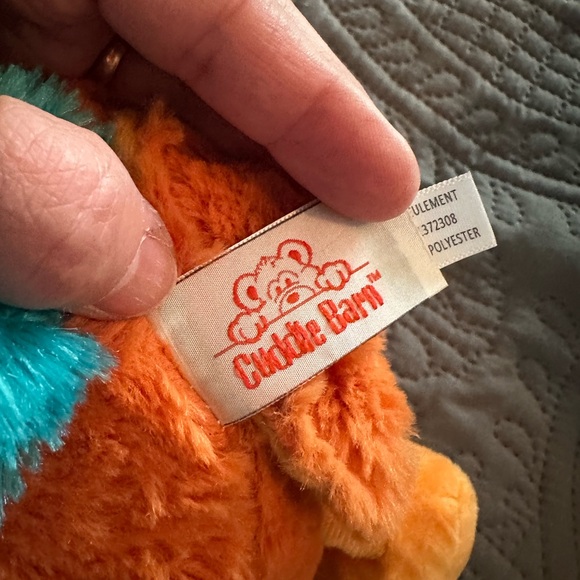 Cuddle Barn™
ULEMENT
372308
POLYESTER